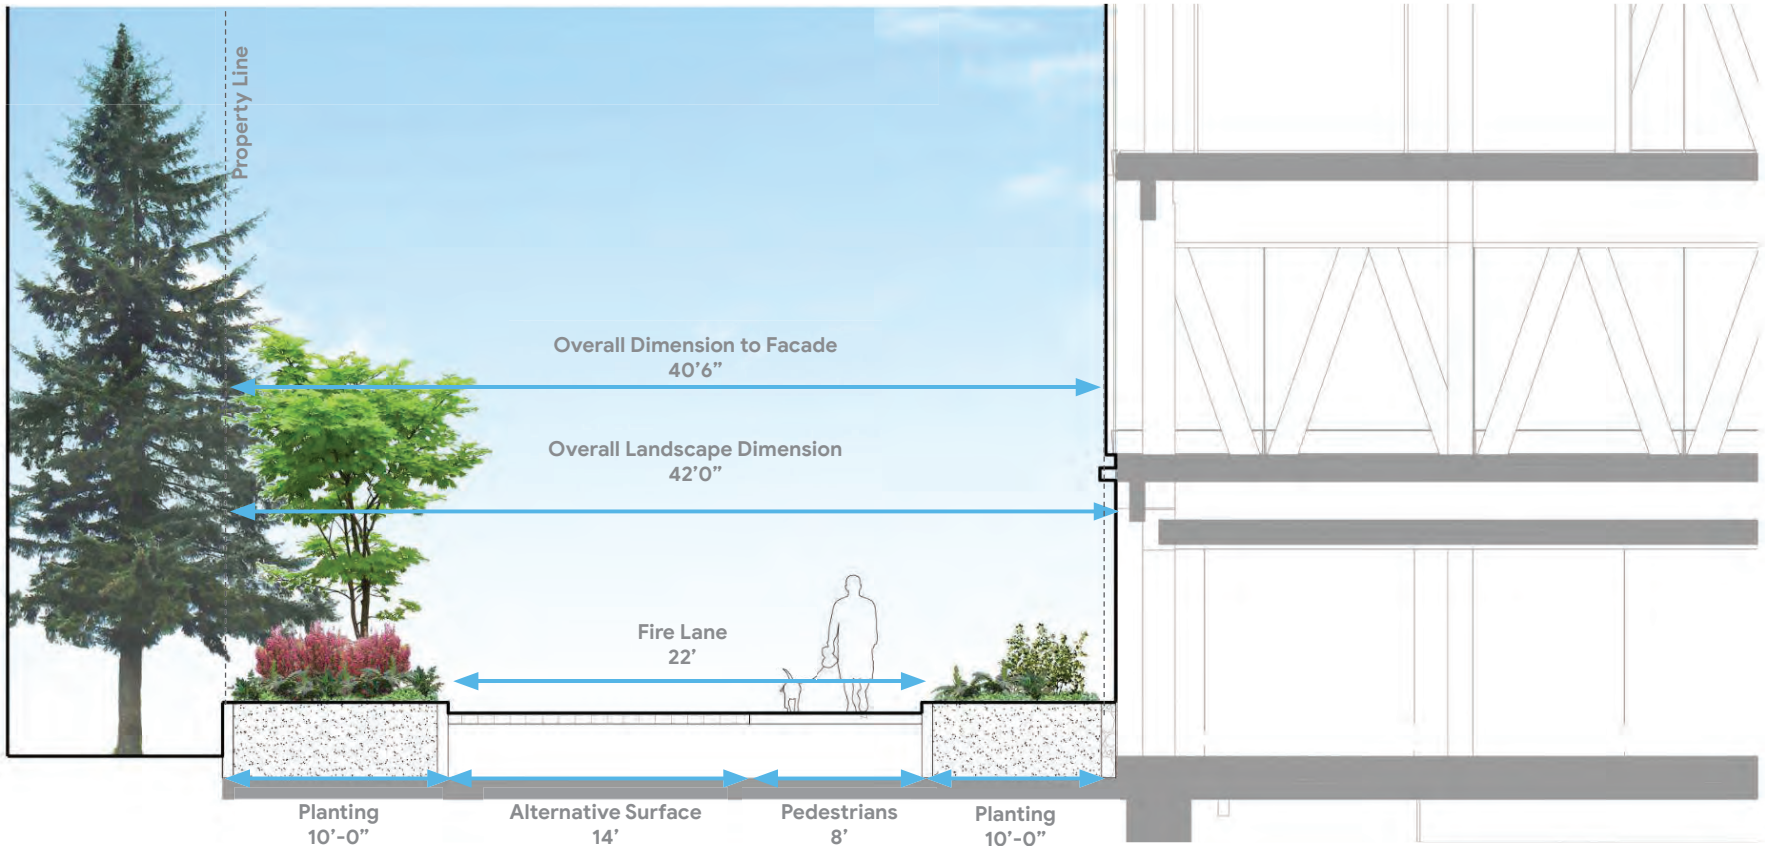 Property Line
Overall Dimension to Facade
40’6”
Overall Landscape Dimension
42’0”
Fire Lane
22’
Planting
10’-0”
Alternative Surface
14’
Pedestrians
8’
Planting
10’-0”